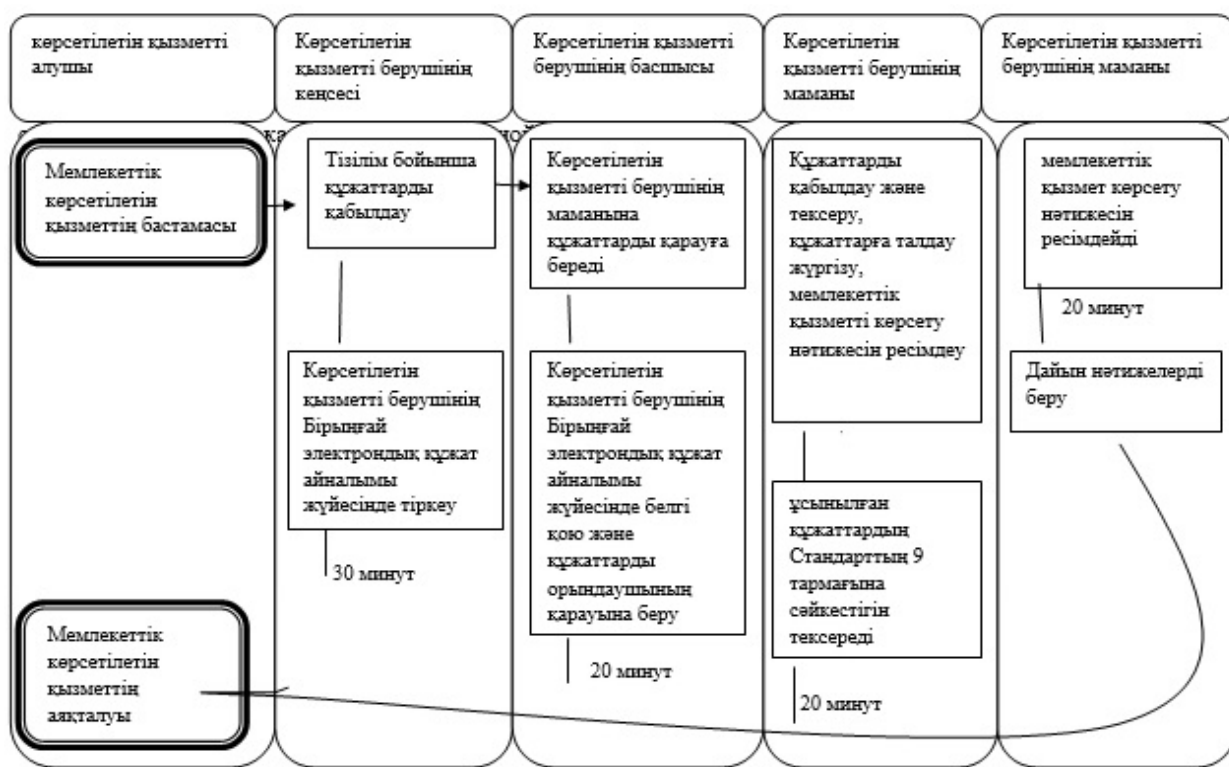 көрсетілетін қызметті
алушы
Көрсетілетін
қызметті берушінің
кеңсесі
Көрсетілетін қызметті
берушінің басшысы
Көрсетілетін
қызметті берушінің
маманы
Көрсетілетін қызметті
берушінің маманы
Мемлекеттік
көрсетілетін
қызметтің бастамасы
Тізілім бойынша
құжаттарды
қабылдау
Көрсетілетін
қызметті берушінің
маманына
құжаттарды қарауға
береді
Құжаттарды
қабылдау және
тексеру,
құжаттарға талдау
жүргізу,
мемлекеттік
қызметті көрсету
нәтижесін ресімдеу
мемлекеттік
қызмет көрсету
нәтижесін
ресімдейді
20 минут
Көрсетілетін
қызметті берушінің
Бірыңғай
электрондық құжат
айналымы
жүйесінде тіркеу
30 минут
Көрсетілетін
қызметті берушінің
Бірыңғай
электрондық құжат
айналымы
жүйесінде белгі
қою және
құжаттарды
орындаушының
қарауына беру
20 минут
ұсынылған
құжаттардың
Стандарттың 9
тармағына
сәйкестігін
тексереді
20 минут
Дайын нәтижелерді
беру
Мемлекеттік
көрсетілетін
қызметтің
аяқталуы